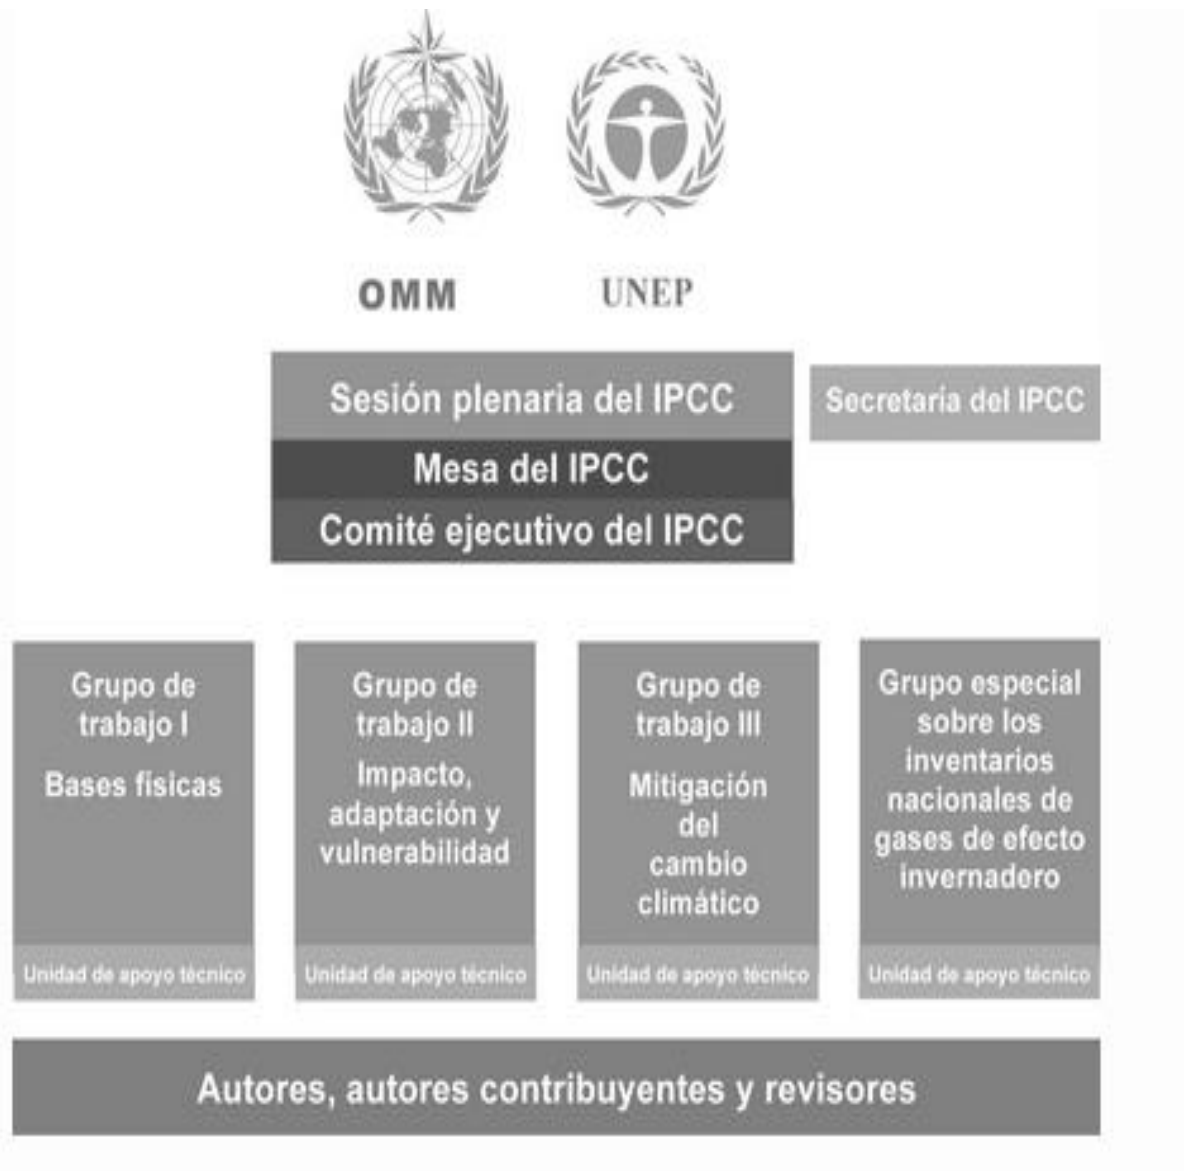 OMM
UNEP
Sesión plenaria del IPCC
Secretaría del IPCC
Mesa del IPCC
Comité ejecutivo del IPCC
Grupo de
trabajo I
Bases físicas
Unidad de apoyo técnico
Grupo de
trabajo II
Impacto,
adaptación y
vulnerabilidad
Unidad de apoyo técnico
Grupo de
trabajo III
Mitigación
del
cambio
climático
Unidad de apoyo técnico
Grupo especial
sobre los
inventarios
nacionales de
gases de efecto
invernadero
Unidad de apoyo técnico
Autores, autores contribuyentes y revisores